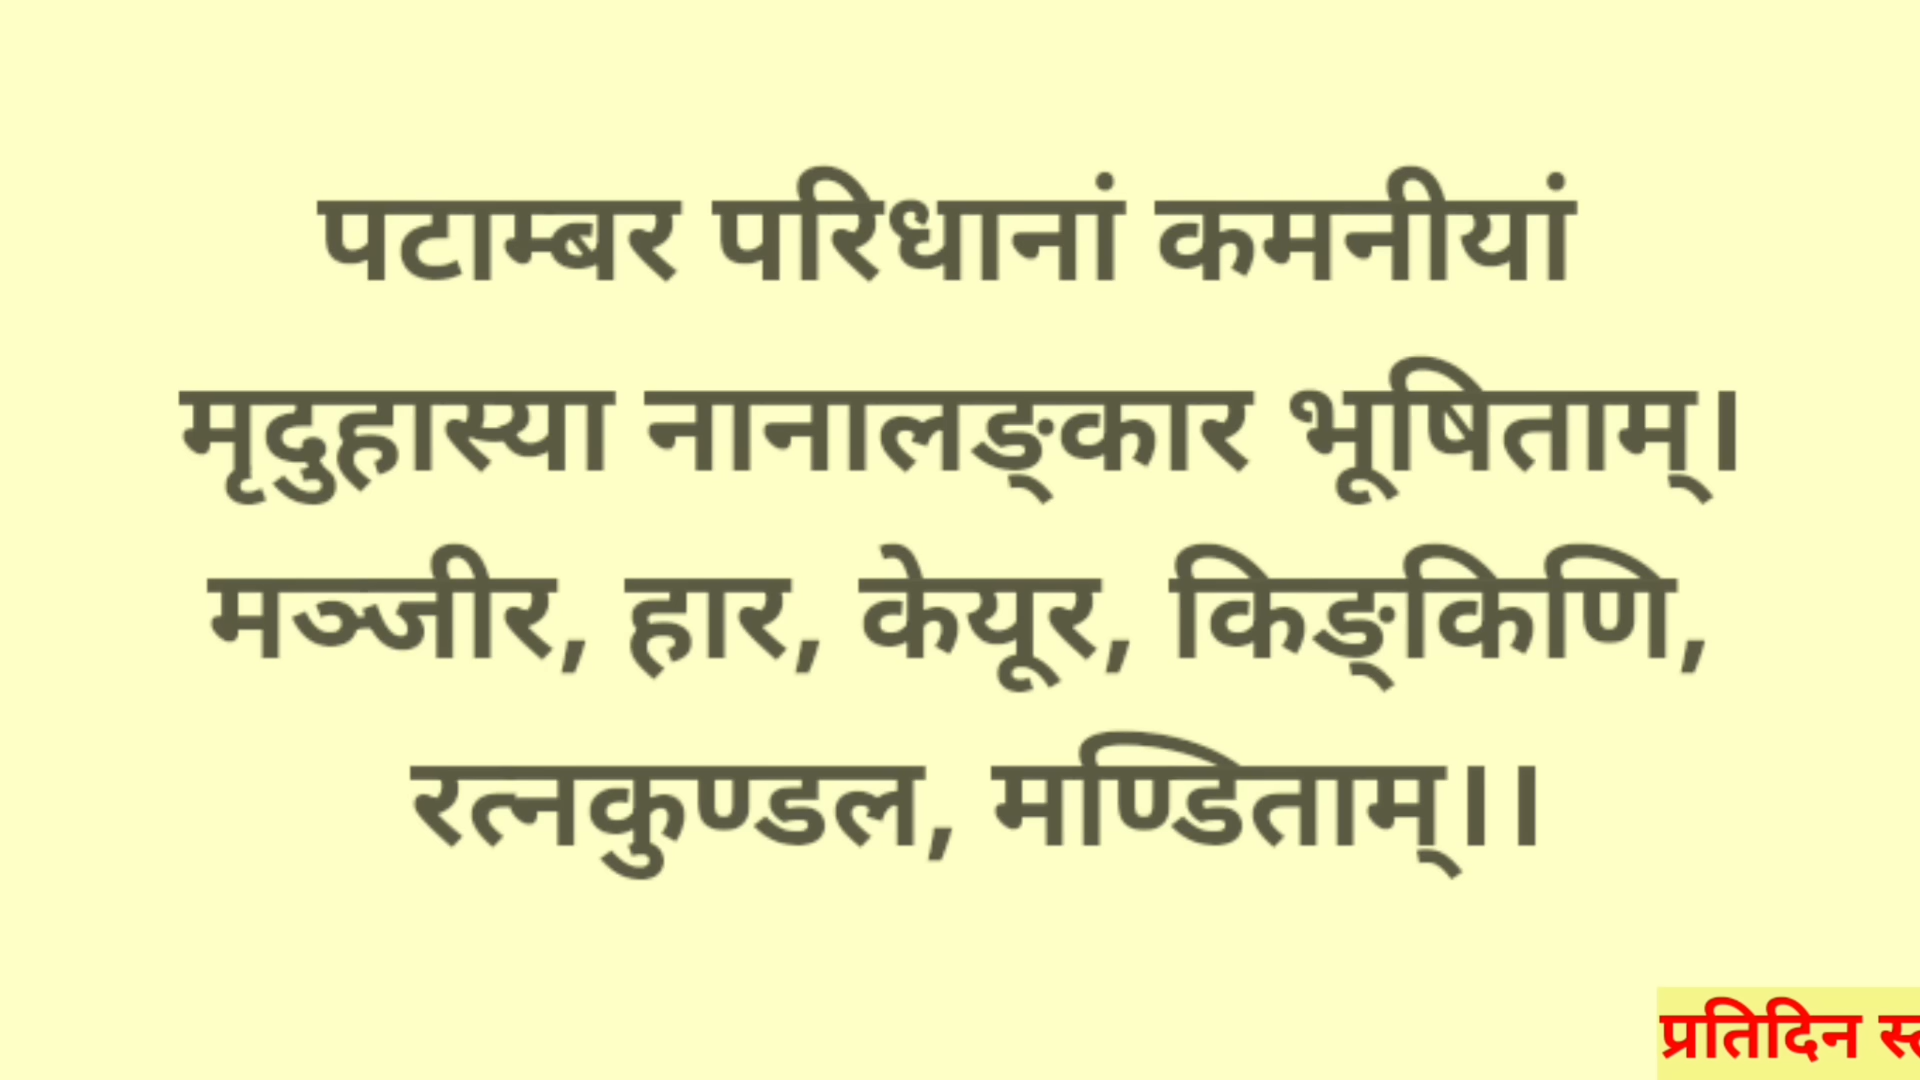 पटाम्बर परिधानां कमनीयां
मृदुहास्या नानालङ्कार भूषिताम्।
मञ्जीर, हार, केयूर, किङ्किणि,
रत्नकुण्डल, मण्डिताम्।।
प्रतिदिन